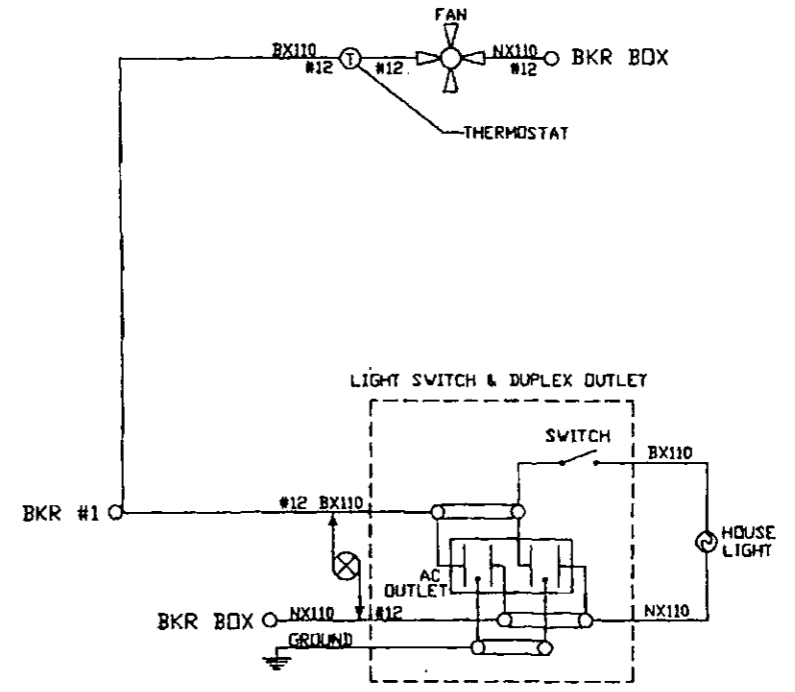 FAN
BX110
#12
T
#12
NX110
#12
BKR BOX
THERMOSTAT
LIGHT SWITCH & DUPLEX OUTLET
SWITCH
BX110
BKR #1
#12 BX110
HOUSE
LIGHT
AC
OUTLET
BKR BOX
NX110
#12
NX110
GROUND